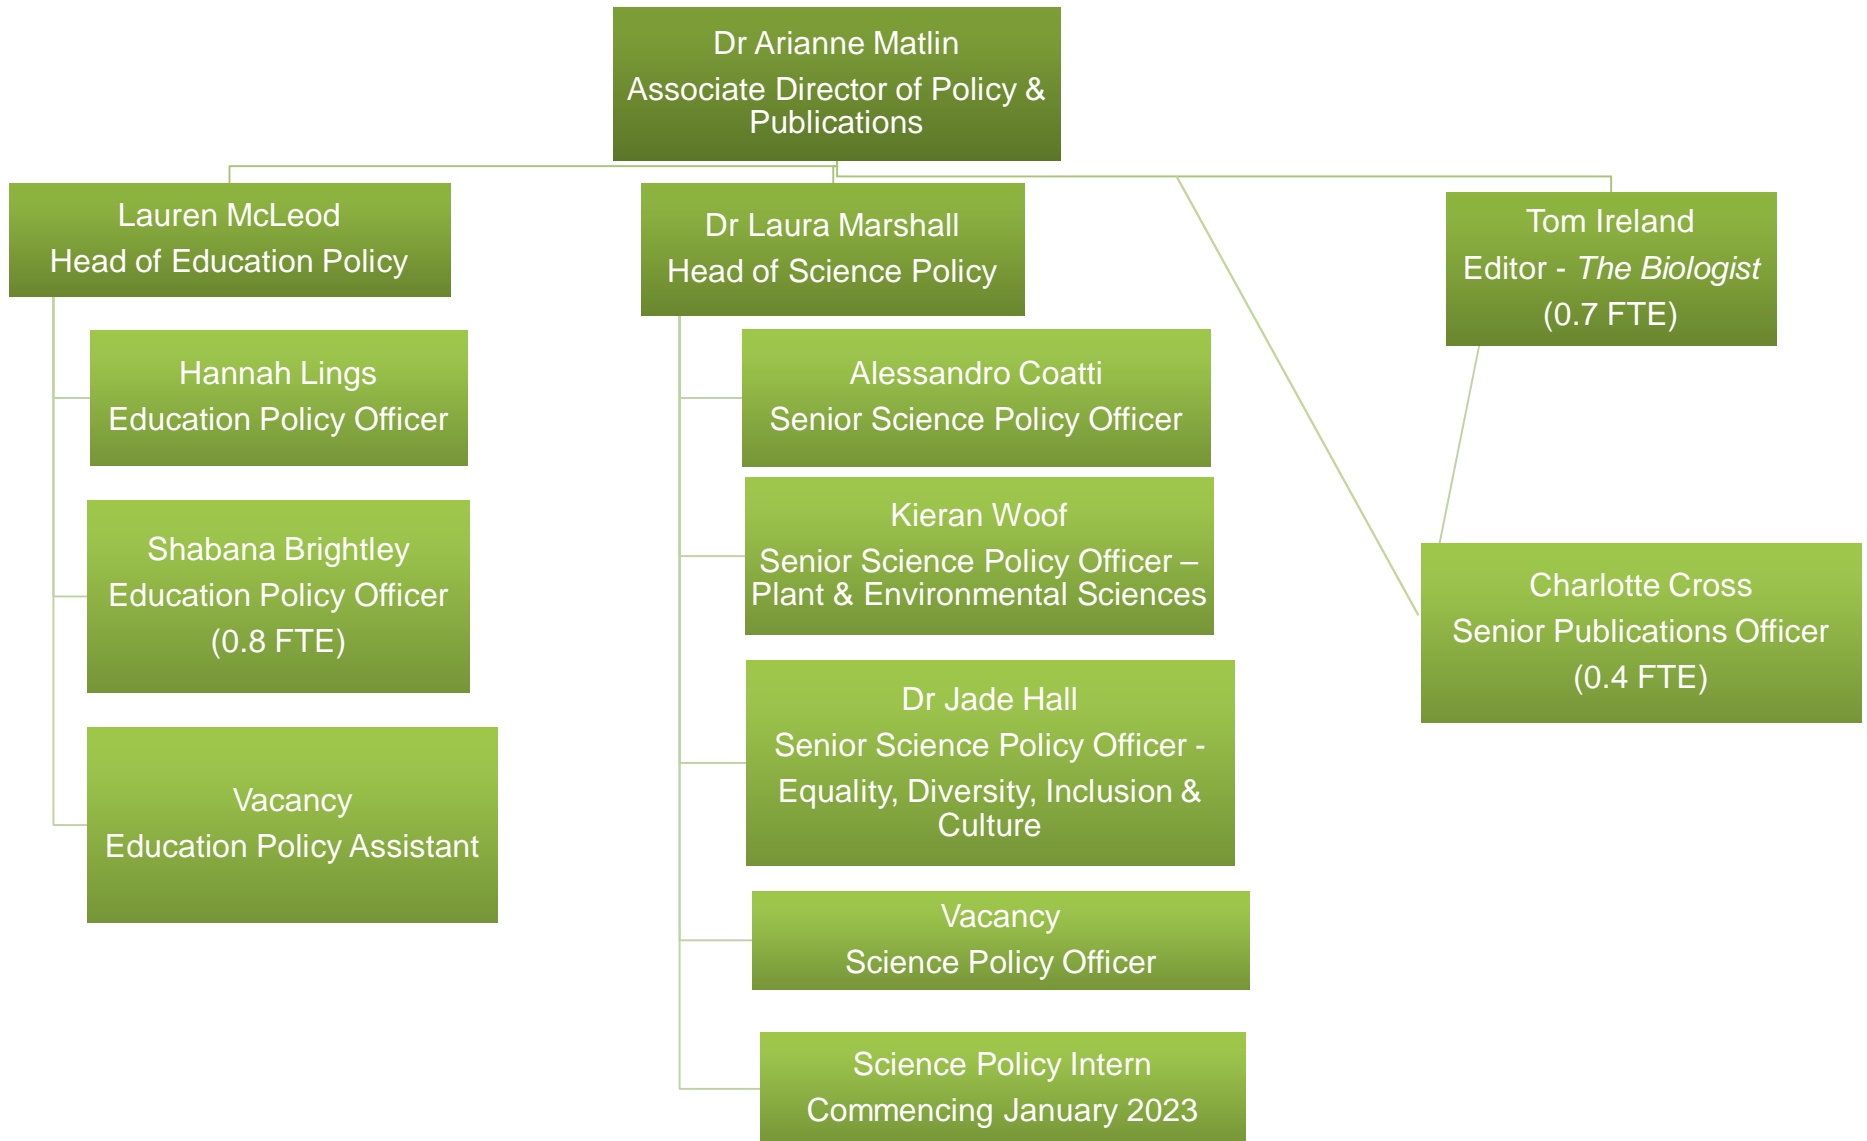 Dr Arianne Matlin
Associate Director of Policy &
Publications
Lauren McLeod
Head of Education Policy
Dr Laura Marshall
Head of Science Policy
Tom Ireland
Editor - The Biologist
(0.7 FTE)
Hannah Lings
Education Policy Officer
Shabana Brightley
Education Policy Officer
(0.8 FTE)
Vacancy
Education Policy Assistant
Alessandro Coatti
Senior Science Policy Officer
Kieran Woof
Senior Science Policy Officer –
Plant & Environmental Sciences
Dr Jade Hall
Senior Science Policy Officer -
Equality, Diversity, Inclusion &
Culture
Vacancy
Science Policy Officer
Science Policy Intern
Commencing January 2023
Charlotte Cross
Senior Publications Officer
(0.4 FTE)